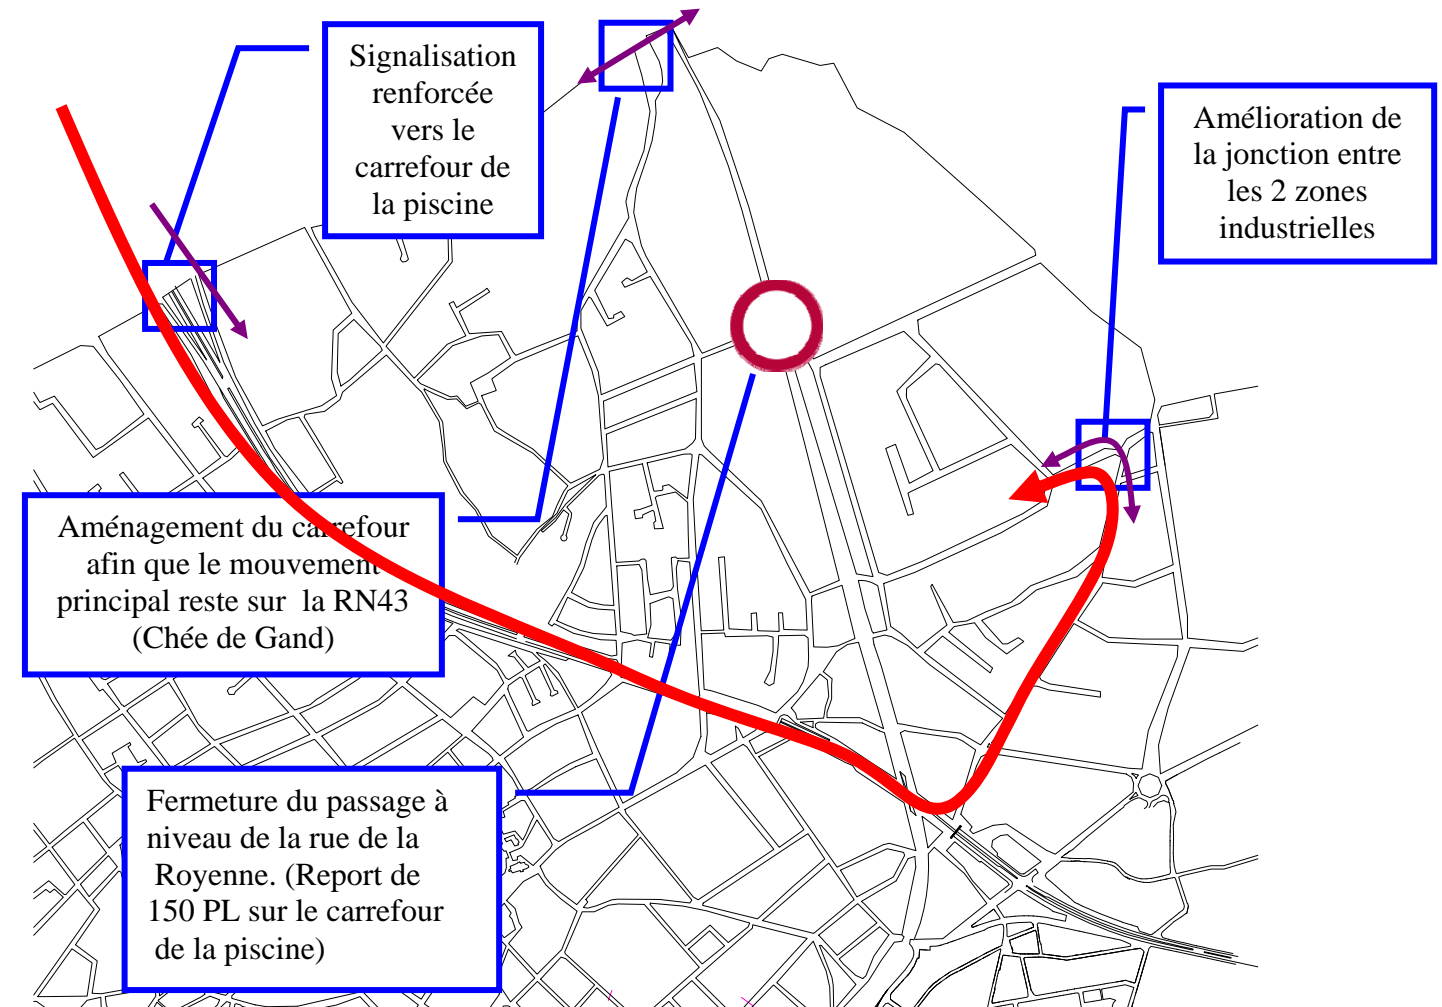 Signalisation
renforcée
vers le
carrefour de
la piscine
Amélioration de
la jonction entre
les 2 zones
industrielles
Aménagement du carrefour
afin que le mouvement
principal reste sur la RN43
(Chée de Gand)
Fermeture du passage à
niveau de la rue de la
Royenne. (Report de
150 PL sur le carrefour
de la piscine)